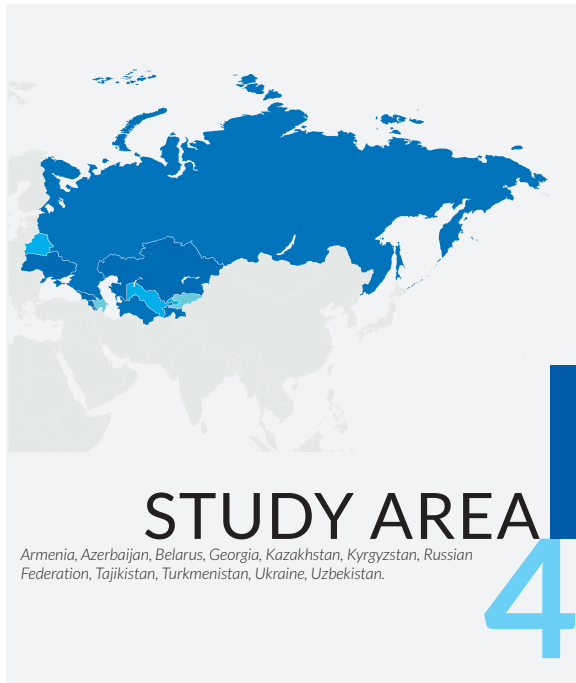 STUDY AREA
Armenia, Azerbaijan, Belarus, Georgia, Kazakhstan, Kyrgyzstan, Russian
Federation, Tajikistan, Turkmenistan, Ukraine, Uzbekistan.
4